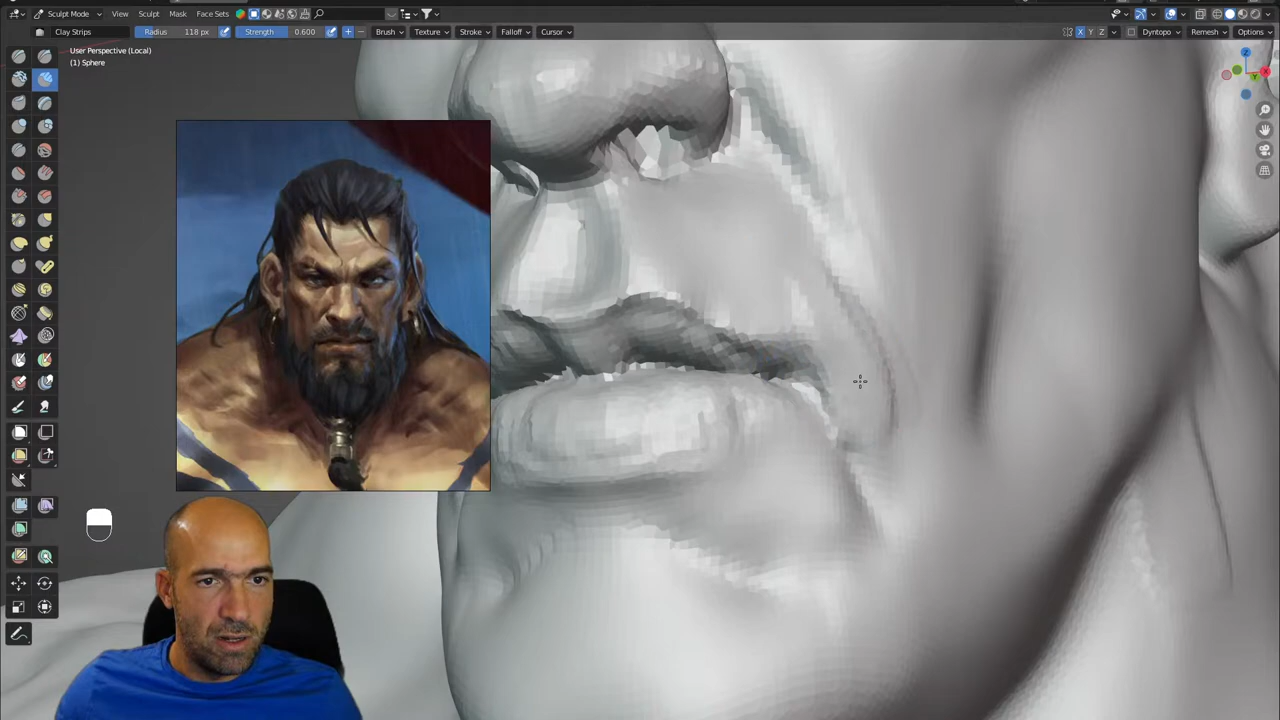 Sculpt Mode View Sculpt Mask Face Sets
Clay Strips Radius 118 px Strength 0.600 Brush Texture Stroke Falloff Cursor X Y Z Dyntopo Remesh Options
User Perspective (Local)
(1) Sphere
Z
X
Y